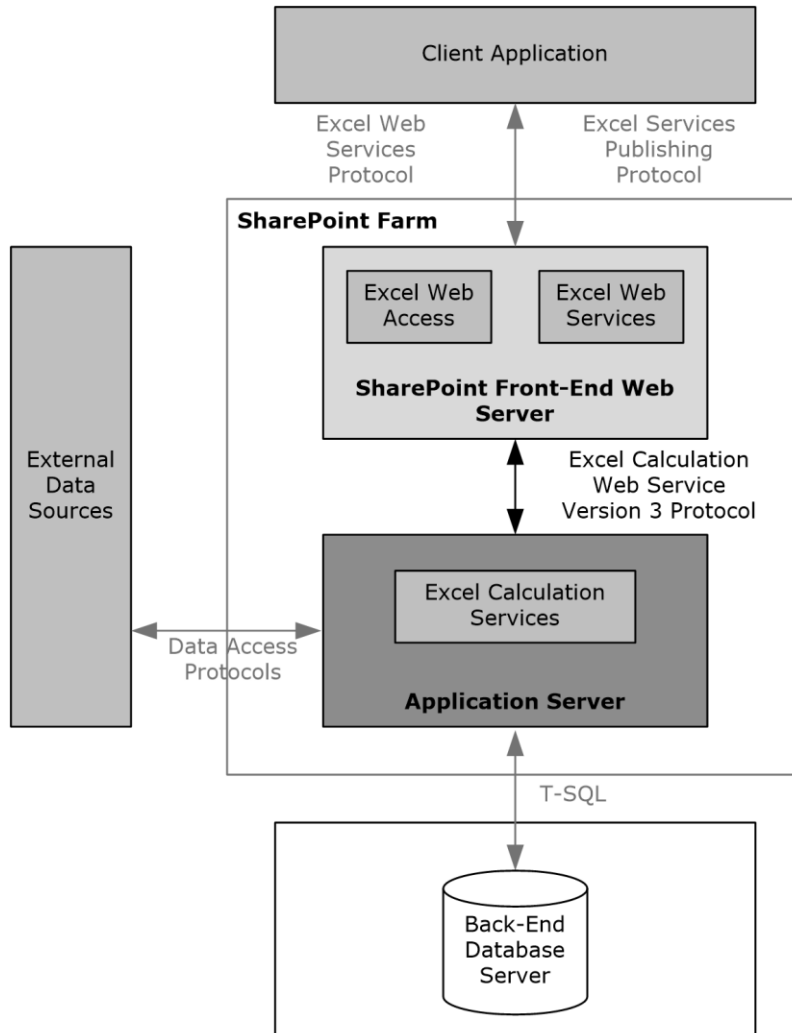 Client Application
Excel Web
Services
Protocol
Excel Services
Publishing
Protocol
SharePoint Farm
Excel Web
Access
Excel Web
Services
SharePoint Front-End Web
Server
External
Data
Sources
Excel Calculation
Web Service
Version 3 Protocol
Excel Calculation
Services
Data Access
Protocols
Application Server
T-SQL
Back-End
Database
Server